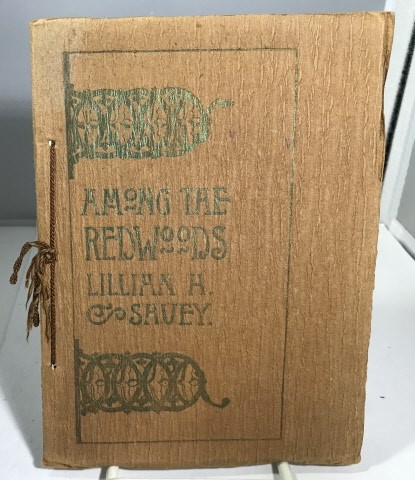 AMONG THE
REDWOODS
LILLIAN H.
SHUEY.